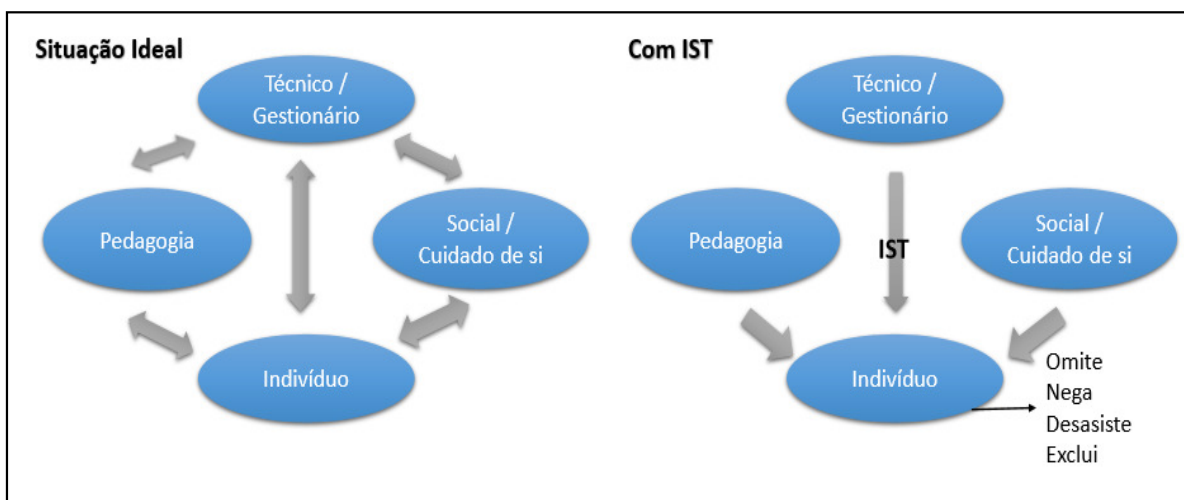 Situação Ideal
Técnico /
Gestionário
Pedagogia
Social /
Cuidado de si
Indivíduo
Com IST
Técnico /
Gestionário
Pedagogia
IST
Social /
Cuidado de si
Indivíduo
Omite
Nega
Desasiste
Exclui